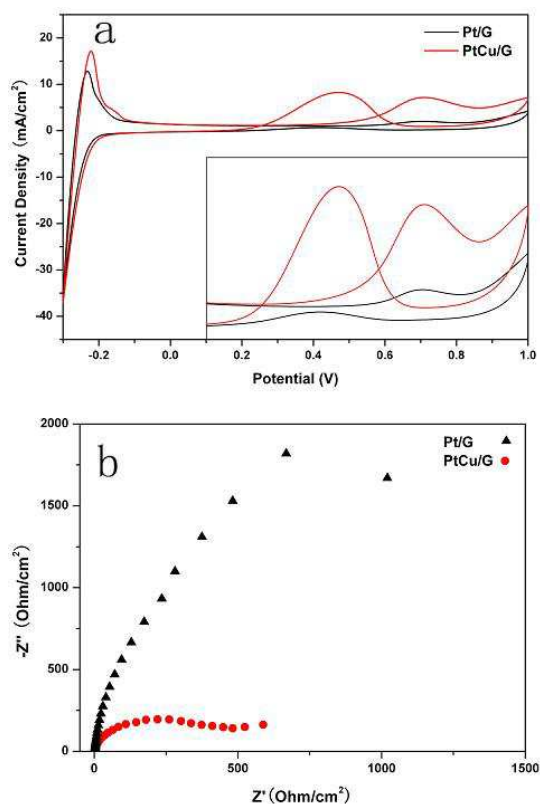 a
Pt/G
PtCu/G
Current Density (mA/cm²)
20
10
0
-10
-20
-30
-40
-0.2
0.0
0.2
0.4
0.6
0.8
1.0
Potential (V)
b
Pt/G
PtCu/G
-Z'' (Ohm/cm²)
2000
1750
1500
500
250
0
0
500
1000
1500
Z' (Ohm/cm²)